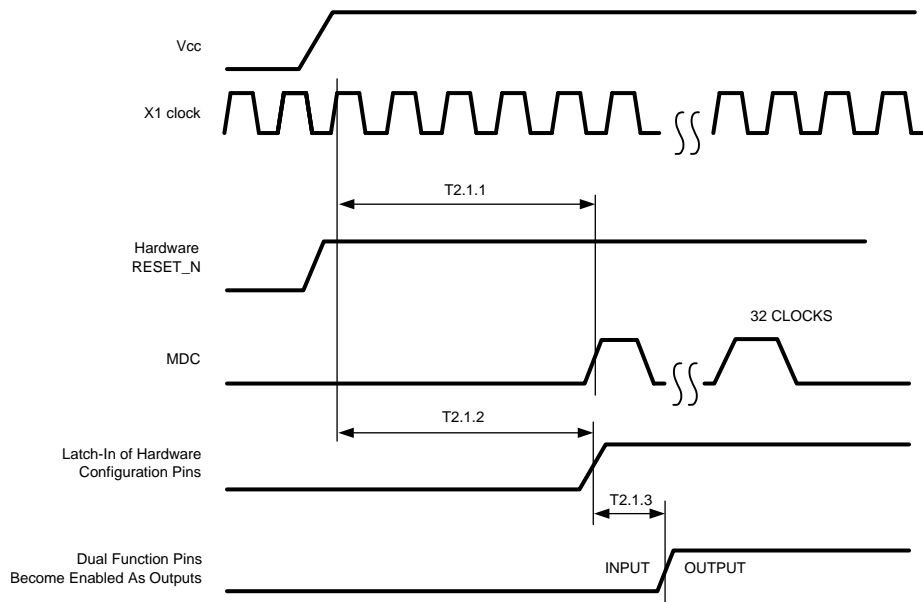 Vcc
X1 clock
T2.1.1
Hardware
RESET_N
32 CLOCKS
MDC
T2.1.2
Latch-In of Hardware
Configuration Pins
T2.1.3
Dual Function Pins
Become Enabled As Outputs
INPUT
OUTPUT